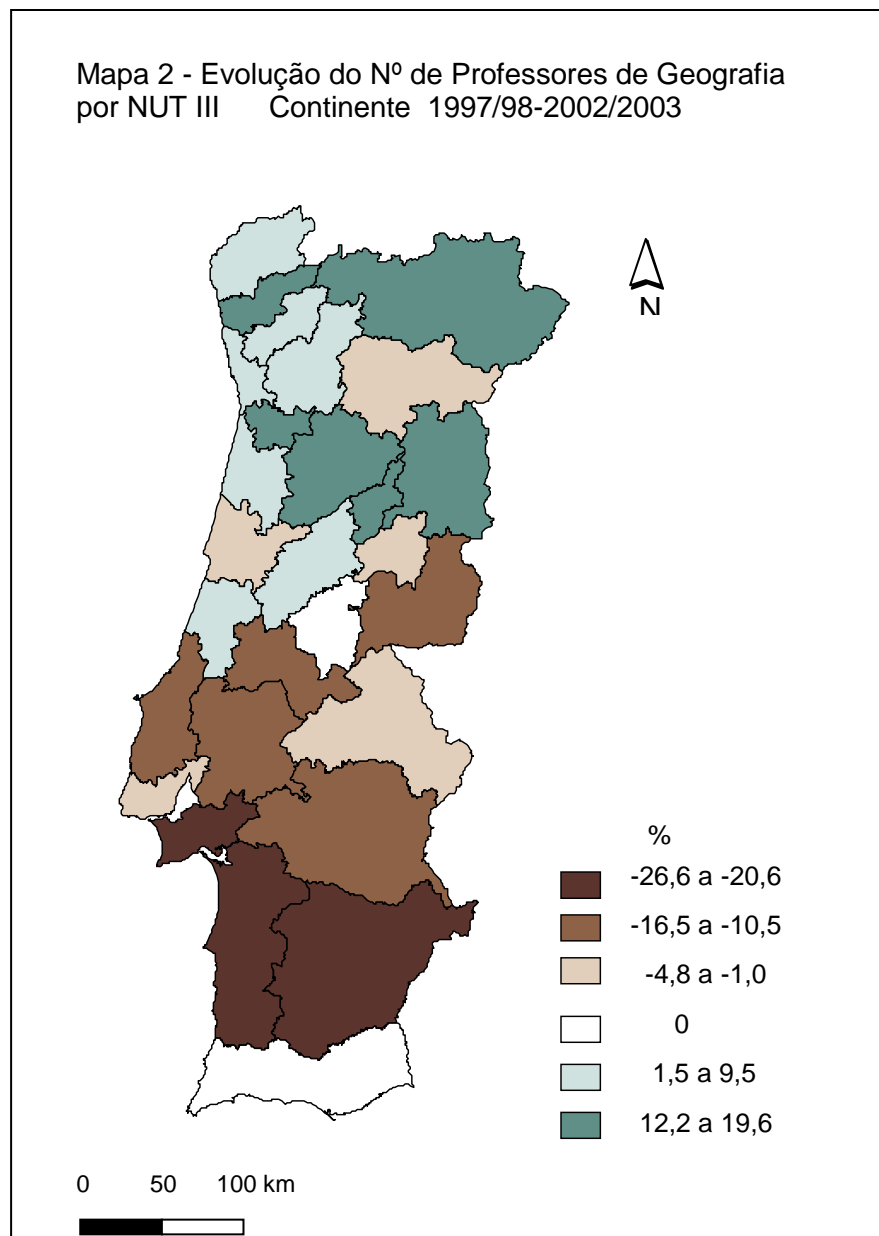 Mapa 2 - Evolução do Nº de Professores de Geografia
por NUT III Continente 1997/98-2002/2003
N
%
-26,6 a -20,6
-16,5 a -10,5
-4,8 a -1,0
0
1,5 a 9,5
12,2 a 19,6
0 50 100 km